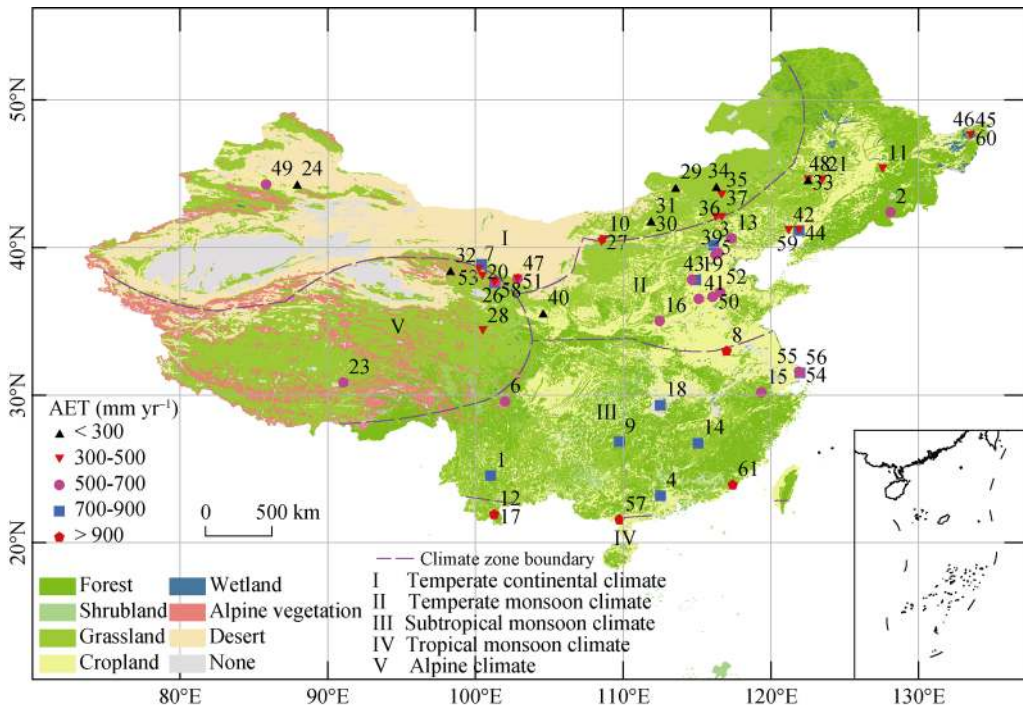 50°N
40°N
30°N
20°N
46 45
60
11
48 21
33
49 24
34
29 35
37
2
31
30
36
3 13
42
44
59
10
27
I
39
5
32 7
53
20
47
51
58
26
43 19
52
II
41
50
40
16
28
V
8
23
55 56
54
15
6
18
III
9
14
1
4
61
12
17
57
IV
AET (mm yr⁻¹)
< 300
300-500
500-700
700-900
> 900
0 500 km
Forest
Shrubland
Grassland
Cropland
Wetland
Alpine vegetation
Desert
None
Climate zone boundary
I Temperate continental climate
II Temperate monsoon climate
III Subtropical monsoon climate
IV Tropical monsoon climate
V Alpine climate
80°E 90°E 100°E 110°E 120°E 130°E